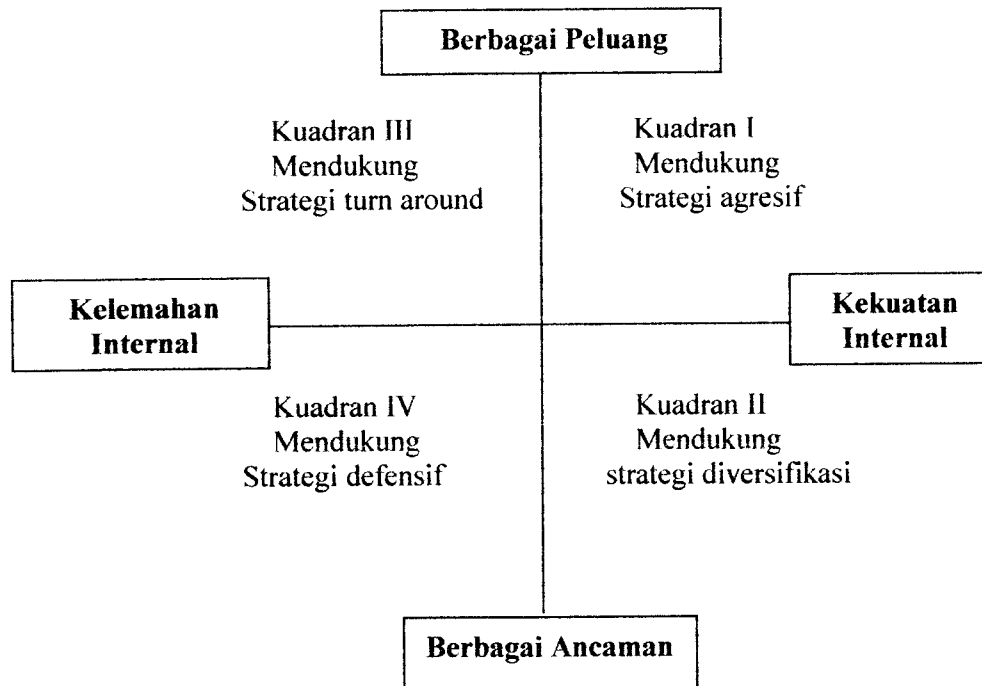 Berbagai Peluang
Kuadran III
Mendukung
Strategi turn around
Kuadran I
Mendukung
Strategi agresif
Kelemahan
Internal
Kekuatan
Internal
Kuadran IV
Mendukung
Strategi defensif
Kuadran II
Mendukung
strategi diversifikasi
Berbagai Ancaman